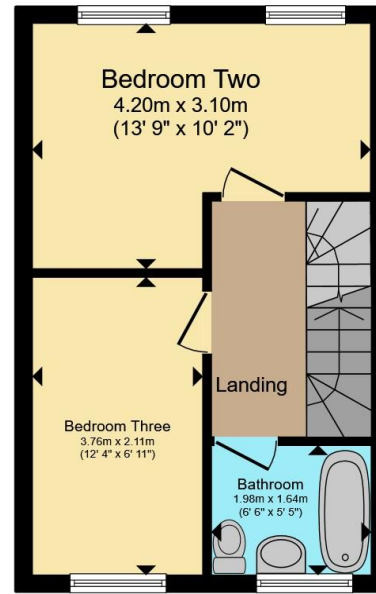 Bedroom Two
4.20m x 3.10m
(13' 9" x 10' 2")
Landing
Bedroom Three
3.76m x 2.11m
(12' 4" x 6' 11")
Bathroom
1.98m x 1.64m
(6' 6" x 5' 5")